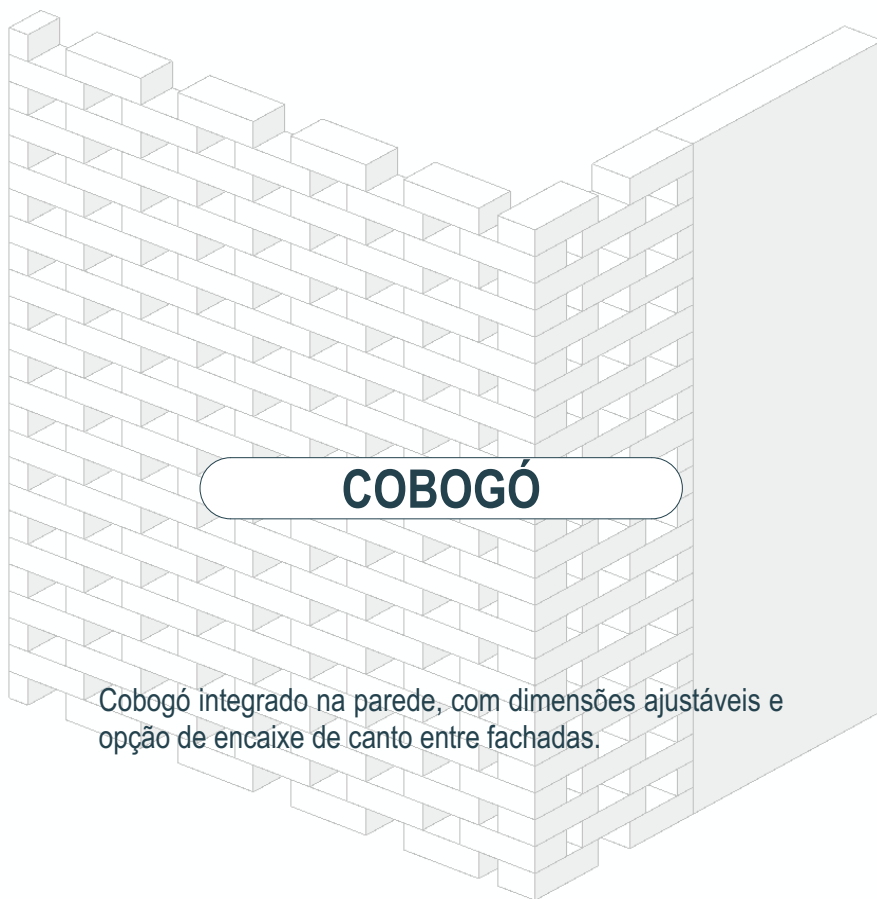 COBOGÓ
Cobogó integrado na parede, com dimensões ajustáveis e
opção de encaixe de canto entre fachadas.